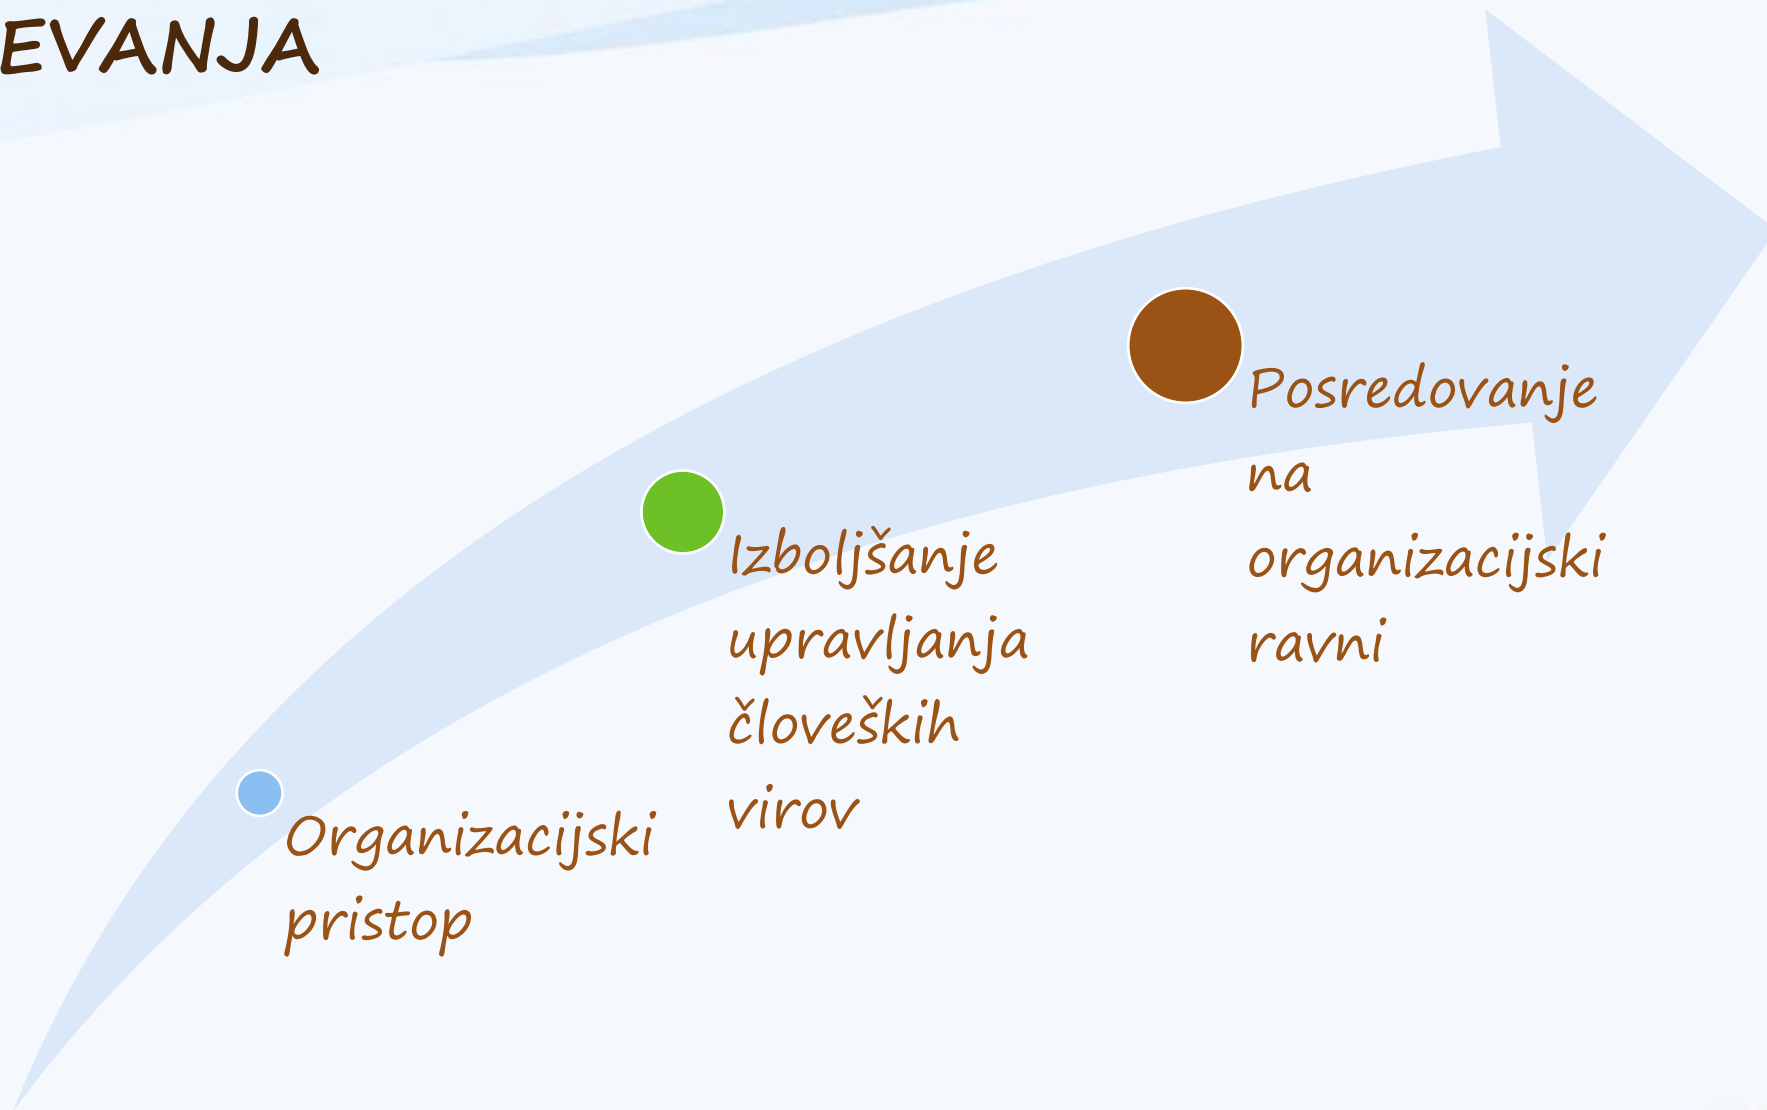 EVANJA
Organizacijski
pristop
Izboljšanje
upravljanja
človeških
virov
Posredovanje
na
organizacijski
ravni